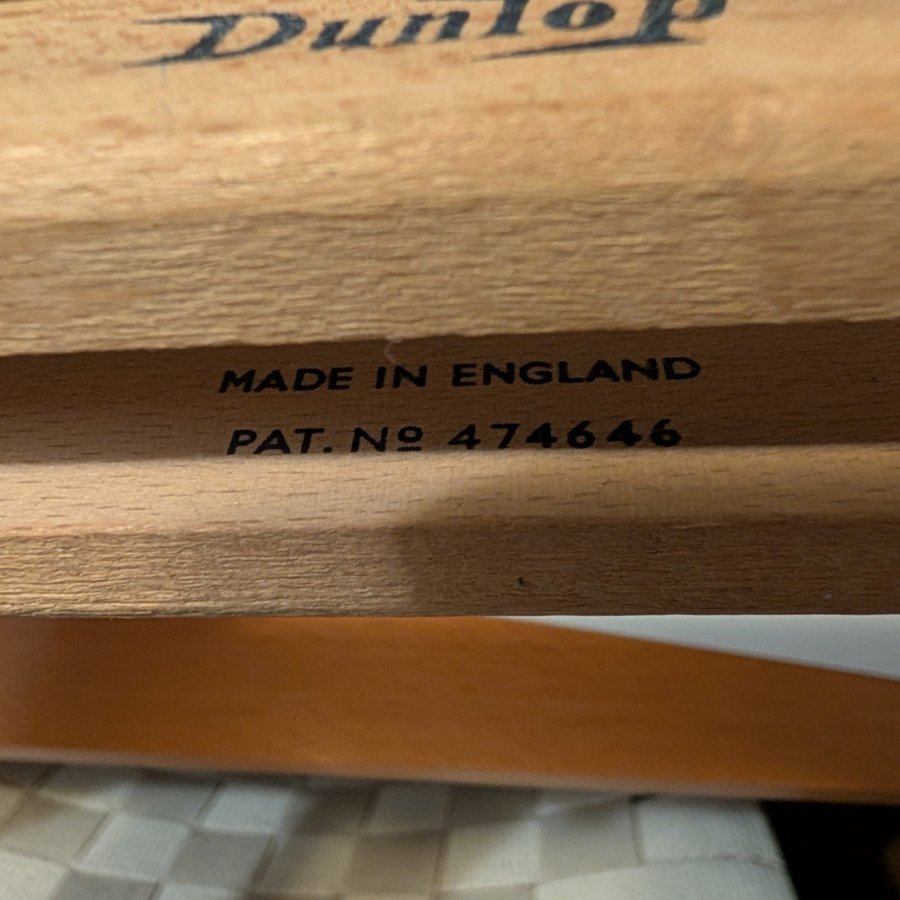 Dunlop
MADE IN ENGLAND
PAT. Nº 474646